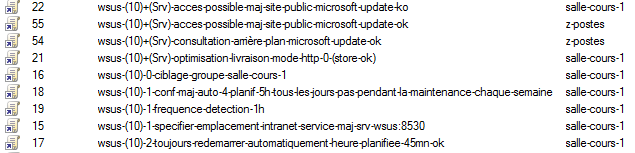 22 wsus-(10)+(Srv)-acces-possible-maj-site-public-microsoft-update-ko salle-cours-1
55 wsus-(10)+(Srv)-acces-possible-maj-site-public-microsoft-update-ok z-postes
54 wsus-(10)+(Srv)-consultation-arrière-plan-microsoft-update-ok z-postes
21 wsus-(10)+(Srv)-optimisation-livraison-mode-http-0-(store-ok) salle-cours-1
16 wsus-(10)-0-ciblage-groupe-salle-cours-1 salle-cours-1
18 wsus-(10)-1-conf-maj-auto-4-planif-5h-tous-les-jours-pas-pendant-la-maintenance-chaque-semaine salle-cours-1
19 wsus-(10)-1-frequence-detection-1h salle-cours-1
15 wsus-(10)-1-specifier-emplacement-intranet-service-maj-srv-wsus:8530 salle-cours-1
17 wsus-(10)-2-toujours-redemarrer-automatiquement-heure-planifiee-45mn-ok salle-cours-1